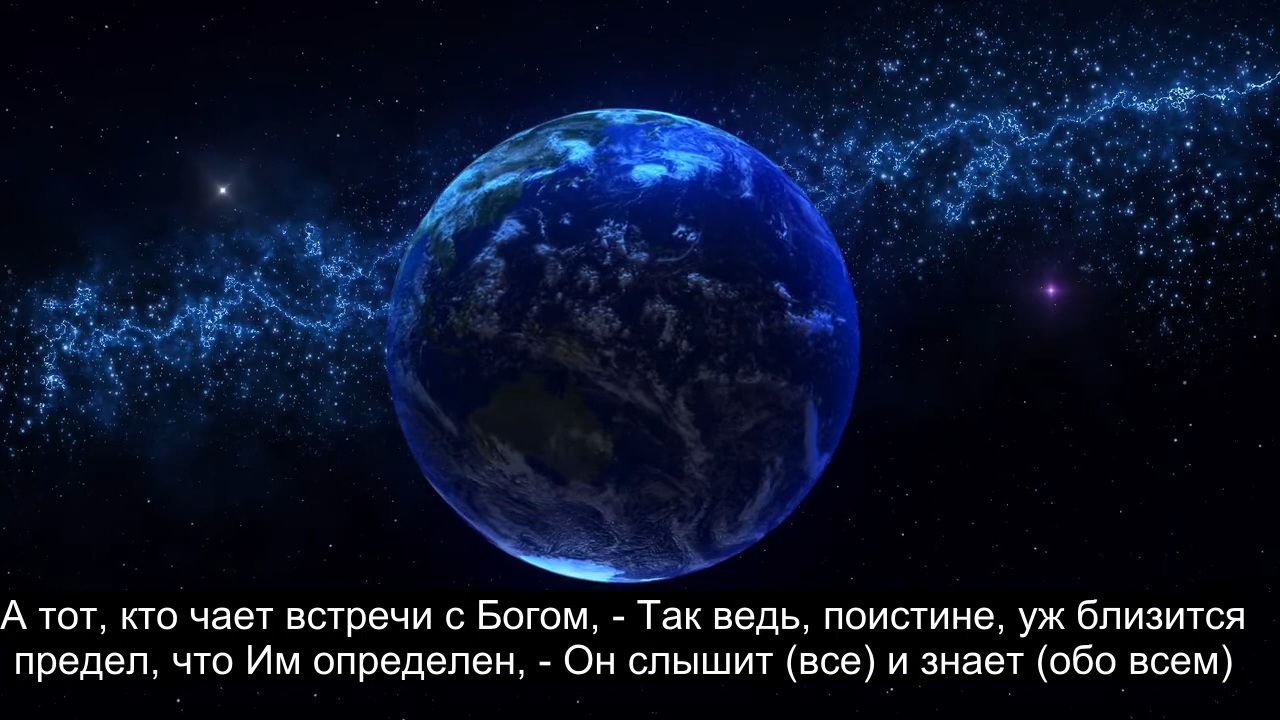 А тот, кто чает встречи с Богом, - Так ведь, поистине, уж близится
предел, что Им определен, - Он слышит (все) и знает (обо всем)